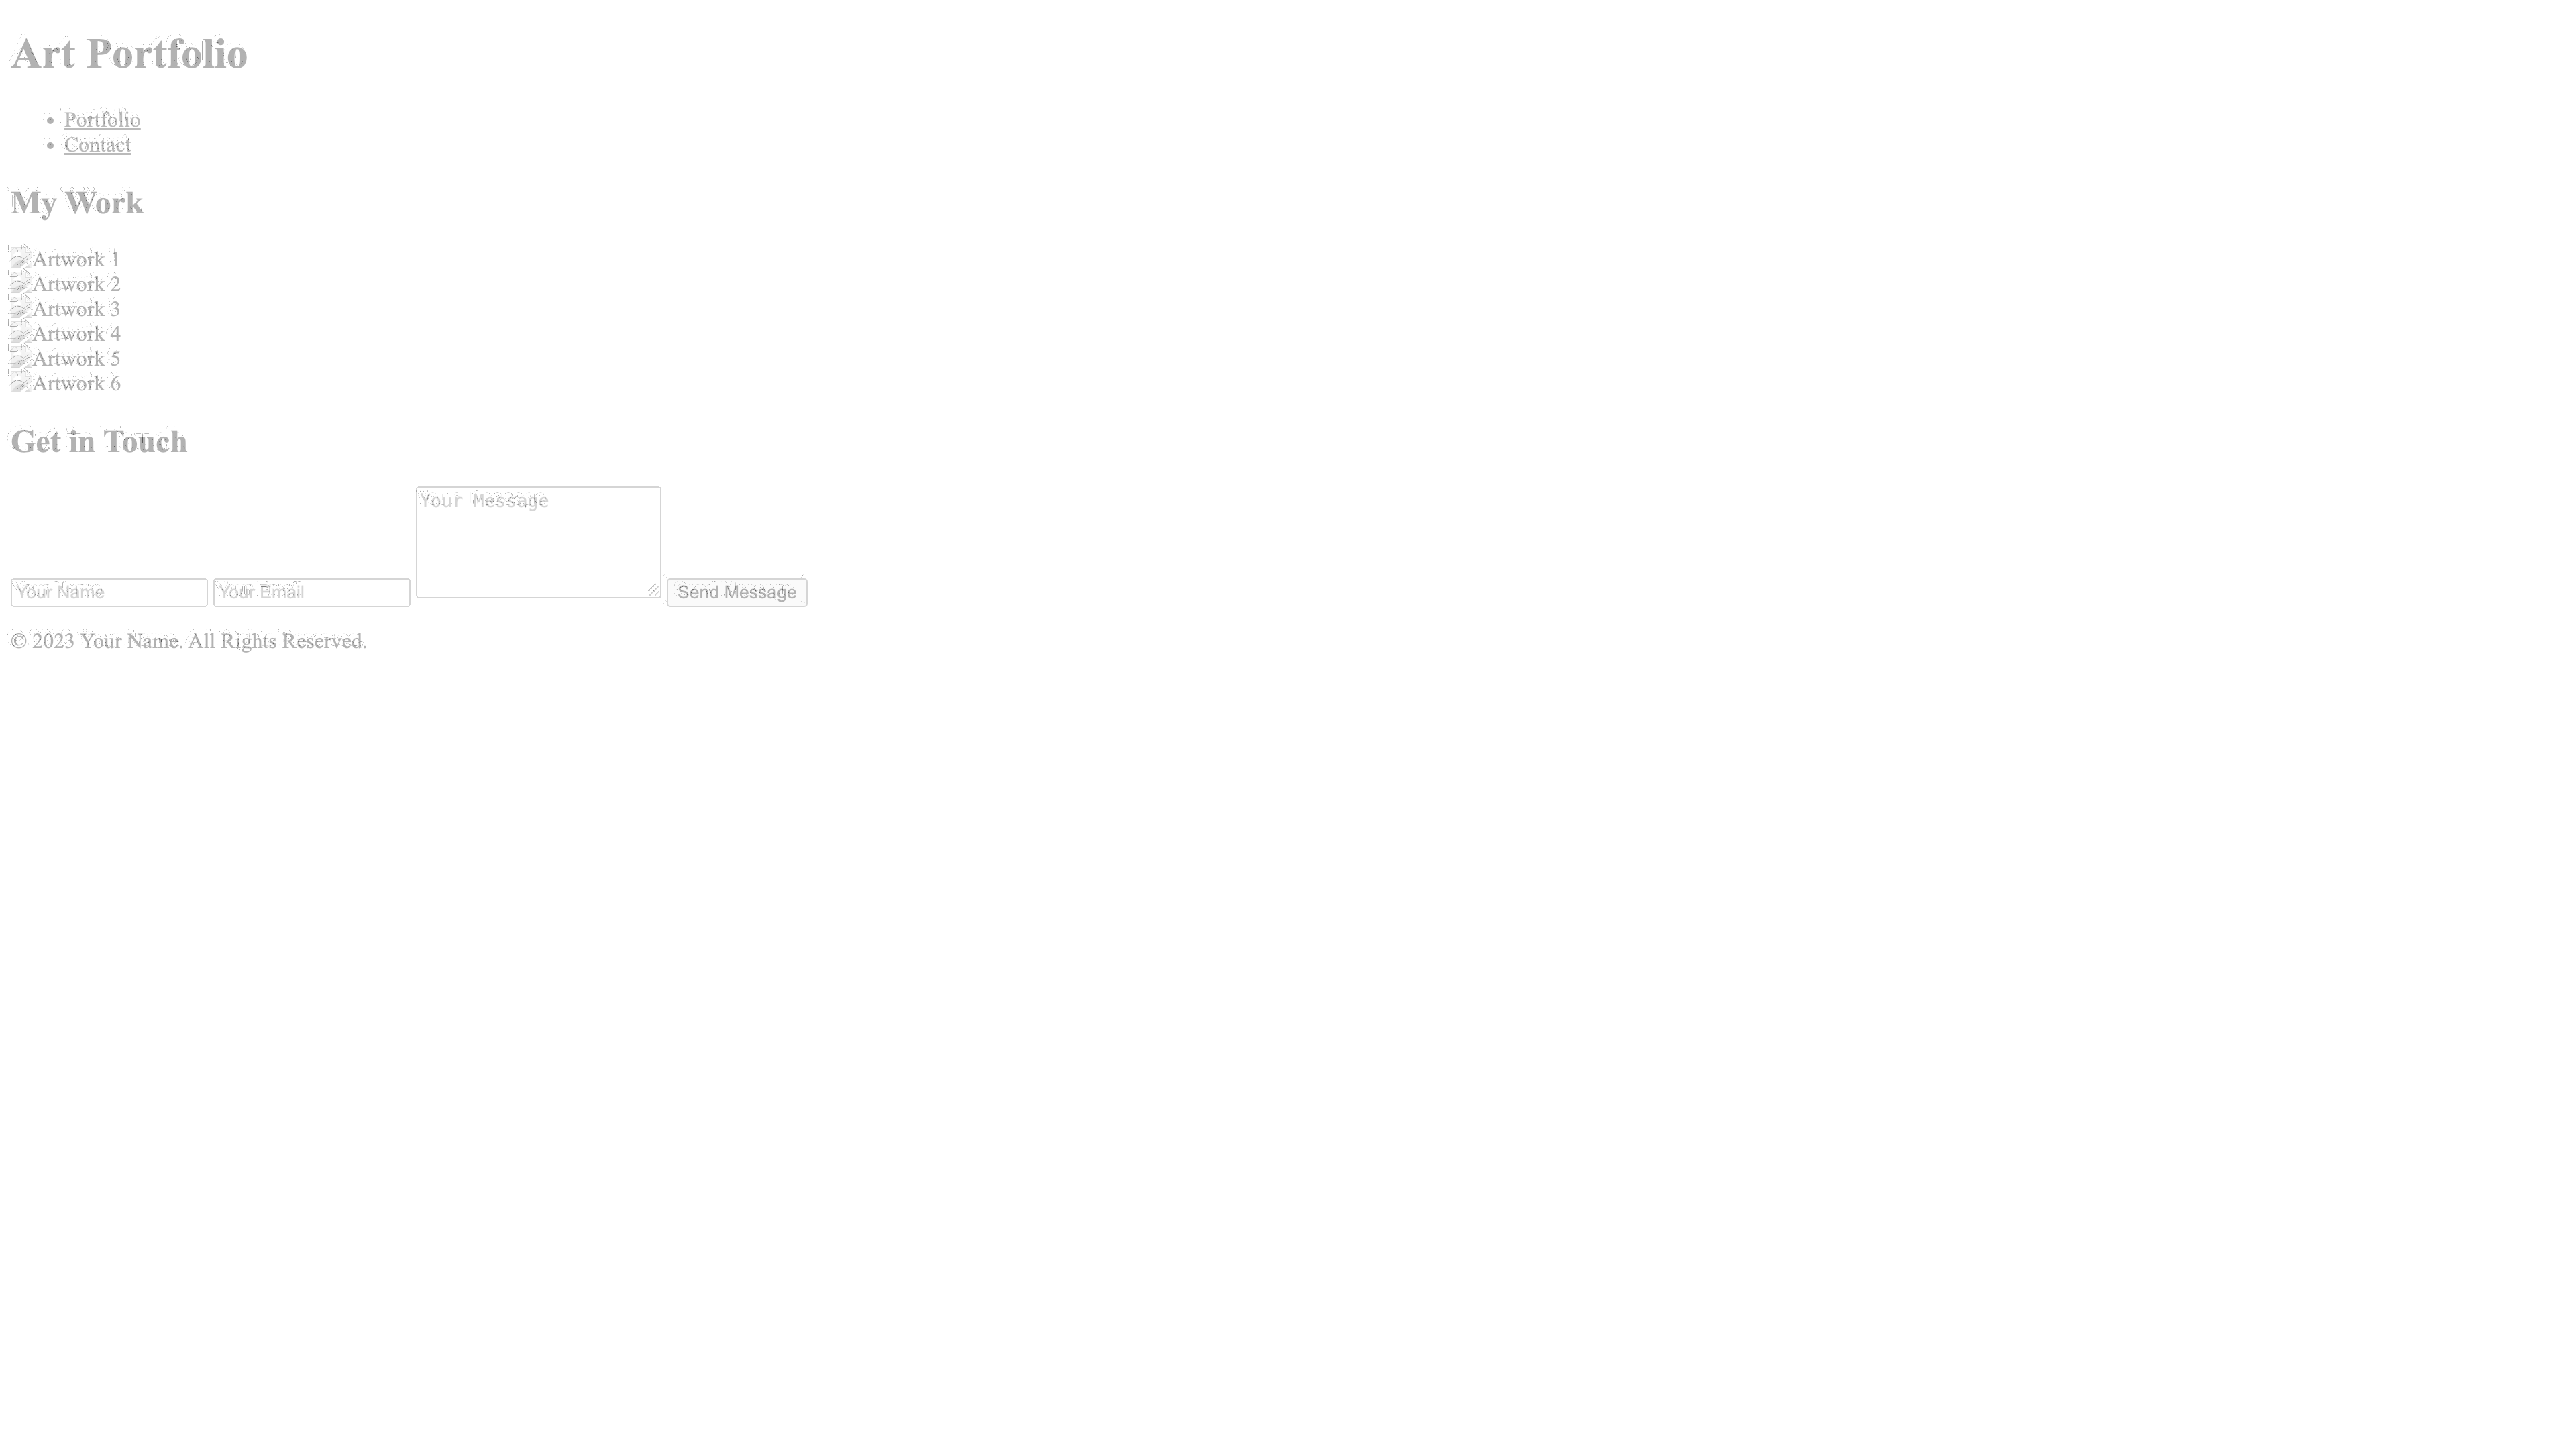 Art Portfolio
Portfolio
Contact
My Work
Artwork 1
Artwork 2
Artwork 3
Artwork 4
Artwork 5
Artwork 6
Get in Touch
Your Name
Your Email
Your Message
Send Message
© 2023 Your Name. All Rights Reserved.